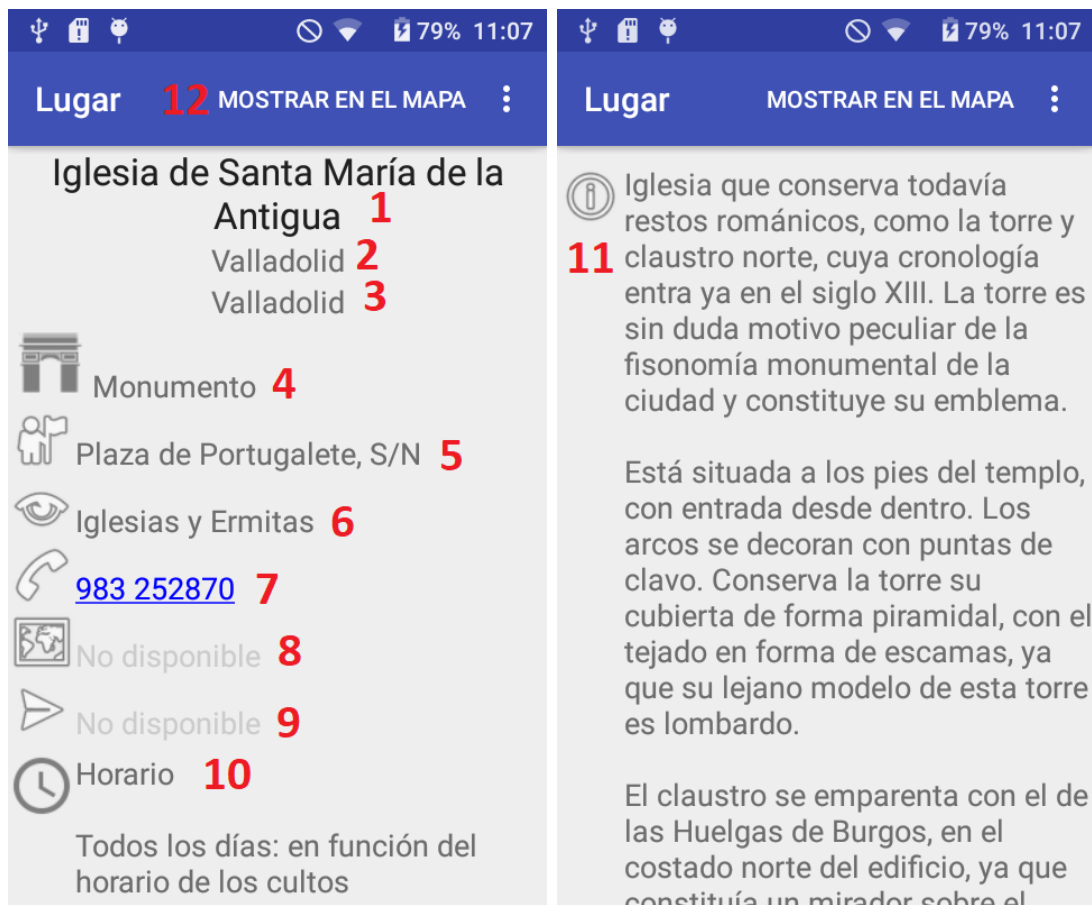 79% 11:07
Lugar 12 MOSTRAR EN EL MAPA
Iglesia de Santa María de la
Antigua 1
Valladolid 2
Valladolid 3
Monumento 4
Plaza de Portugalete, S/N 5
Iglesias y Ermitas 6
983 252870 7
No disponible 8
No disponible 9
Horario 10
Todos los días: en función del
horario de los cultos
79% 11:07
Lugar MOSTRAR EN EL MAPA
Iglesia que conserva todavía
restos románicos, como la torre y
11 claustro norte, cuya cronología
entra ya en el siglo XIII. La torre es
sin duda motivo peculiar de la
fisonomía monumental de la
ciudad y constituye su emblema.
Está situada a los pies del templo,
con entrada desde dentro. Los
arcos se decoran con puntas de
clavo. Conserva la torre su
cubierta de forma piramidal, con el
tejado en forma de escamas, ya
que su lejano modelo de esta torre
es lombardo.
El claustro se emparenta con el de
las Huelgas de Burgos, en el
costado norte del edificio, ya que
constituía un mirador sobre el